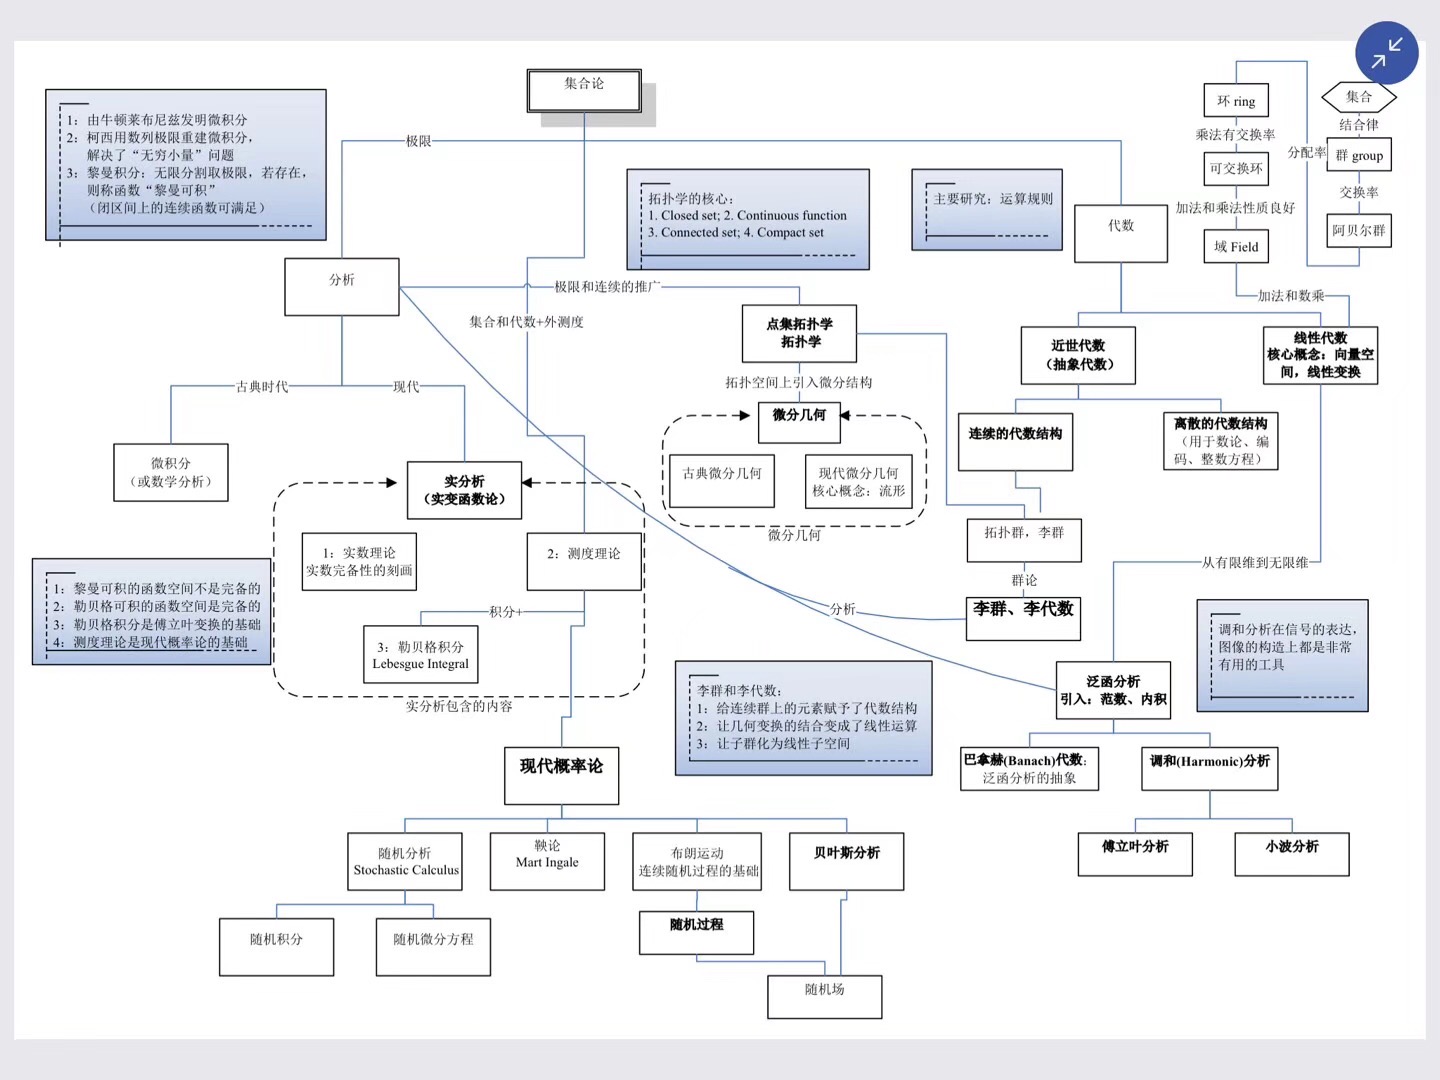 集合论
极限
1：由牛顿莱布尼兹发明微积分
2：柯西用数列极限重建微积分，
解决了“无穷小量”问题
3：黎曼积分：无限分割取极限，若存在，
则称函数“黎曼可积”
（闭区间上的连续函数可满足）
拓扑学的核心：
1. Closed set; 2. Continuous function
3. Connected set; 4. Compact set
主要研究：运算规则
代数
环 ring
乘法有交换率
可交换环
加法和乘法性质良好
域 Field
分配率
集合
结合律
群 group
交换率
阿贝尔群
加法和数乘
分析
极限和连续的推广
集合和代数+外测度
点集拓扑学
拓扑学
拓扑空间上引入微分结构
微分几何
古典微分几何
现代微分几何
核心概念：流形
微分几何
近世代数
（抽象代数）
线性代数
核心概念：向量空
间，线性变换
连续的代数结构
离散的代数结构
（用于数论、编
码、整数方程）
拓扑群，李群
群论
李群、李代数
分析
从有限维到无限维
古典时代
现代
微积分
（或数学分析）
实分析
（实变函数论）
1：实数理论
实数完备性的刻画
2：测度理论
积分+
3：勒贝格积分
Lebesgue Integral
实分析包含的内容
1：黎曼可积的函数空间不是完备的
2：勒贝格可积的函数空间是完备的
3：勒贝格积分是傅立叶变换的基础
4：测度理论是现代概率论的基础
李群和李代数：
1：给连续群上的元素赋予了代数结构
2：让几何变换的结合变成了线性运算
3：让子群化为线性子空间
调和分析在信号的表达，
图像的构造上都是非常
有用的工具
泛函分析
引入：范数、内积
巴拿赫(Banach)代数：
泛函分析的抽象
调和(Harmonic)分析
傅立叶分析
小波分析
现代概率论
随机分析
Stochastic Calculus
鞅论
Mart Ingale
布朗运动
连续随机过程的基础
贝叶斯分析
随机积分
随机微分方程
随机过程
随机场